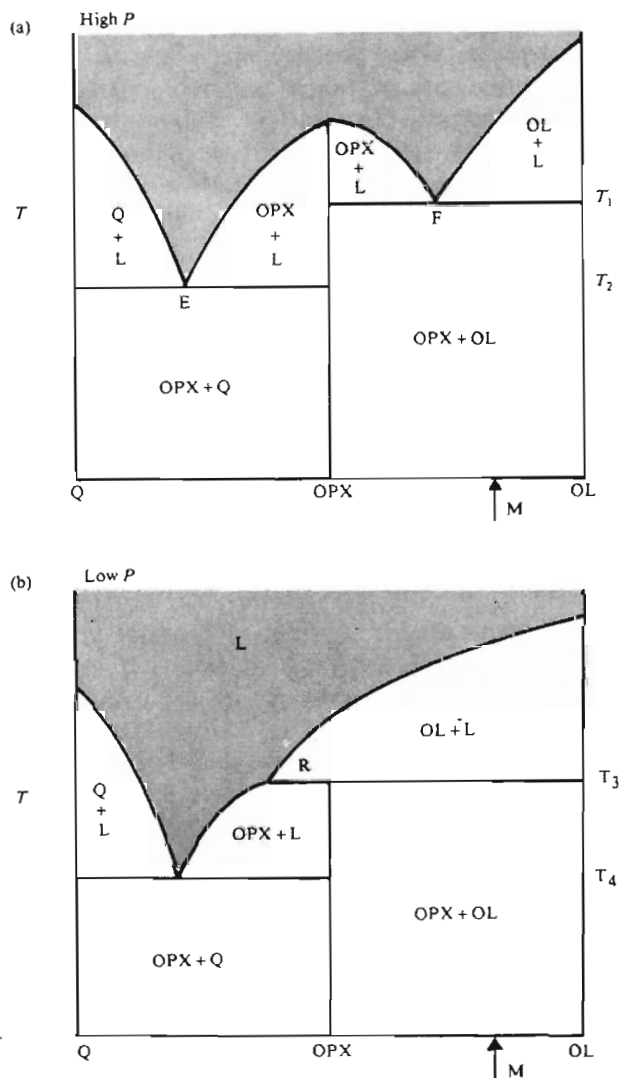 (a)
High P
T
Q
+
L
OPX
+
L
OPX
+
L
OL
+
L
T1
E
F
T2
OPX + Q
OPX + OL
Q
OPX
OL
M
(b)
Low P
L
T
Q
+
L
R
OL + L
T3
OPX + L
T4
OPX + Q
OPX + OL
Q
OPX
OL
M